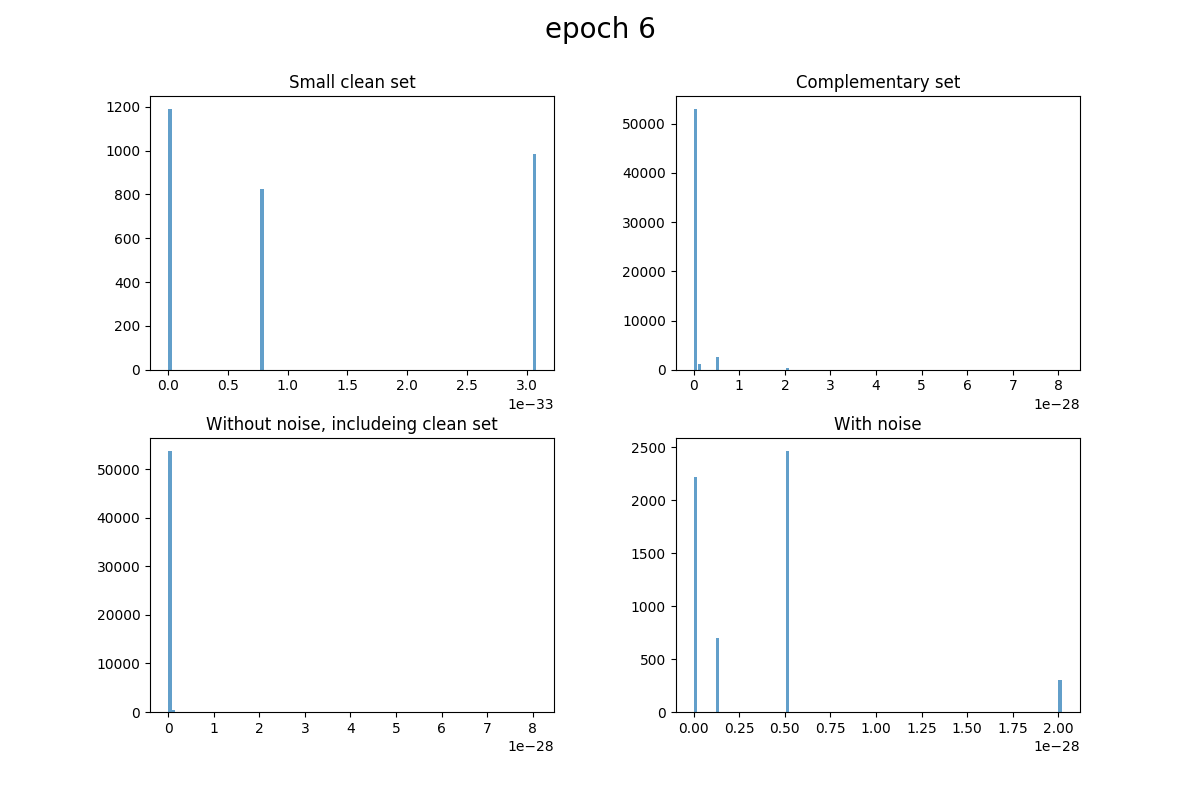 epoch 6
Small clean set
1200
1000
800
600
400
200
0
0.0 0.5 1.0 1.5 2.0 2.5 3.0
1e−33
Complementary set
50000
40000
30000
20000
10000
0
0 1 2 3 4 5 6 7 8
1e−28
Without noise, includeing clean set
50000
40000
30000
20000
10000
0
0 1 2 3 4 5 6 7 8
1e−28
With noise
2500
2000
1500
1000
500
0
0.00 0.25 0.50 0.75 1.00 1.25 1.50 1.75 2.00
1e−28